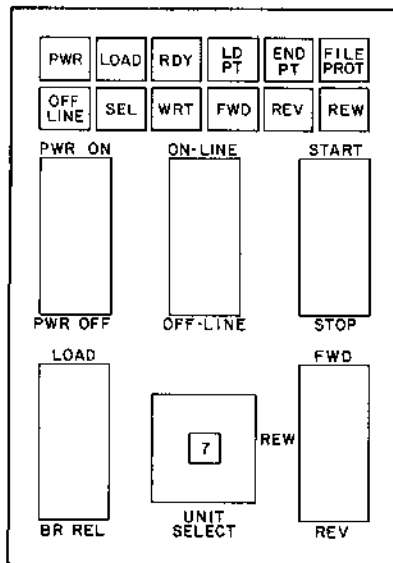 PWR LOAD RDY LD PT END PT FILE PROT
OFF LINE SEL WRT FWD REV REW
PWR ON ON-LINE START
PWR OFF OFF-LINE STOP
LOAD FWD
7 REW
BR REL UNIT SELECT REV